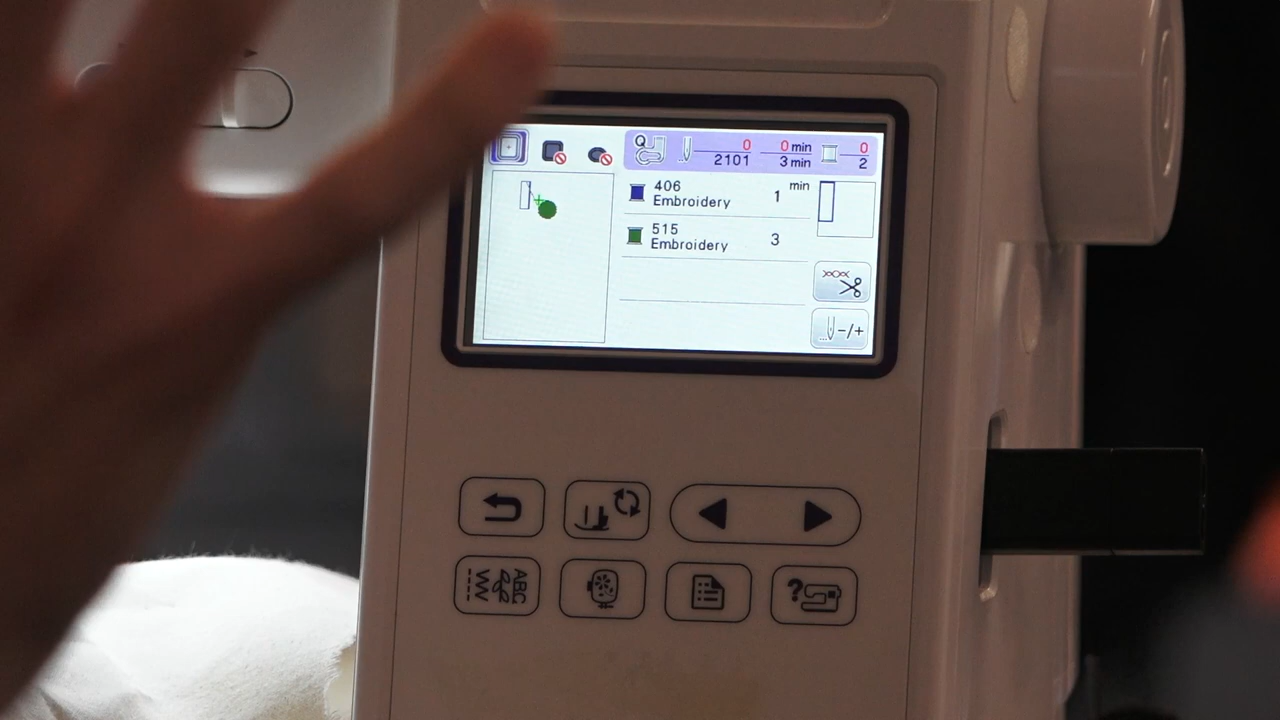 Q 0 0 min 0
2101 3 min 2
406 min
Embroidery 1
515
Embroidery 3
-/+
ABC
?